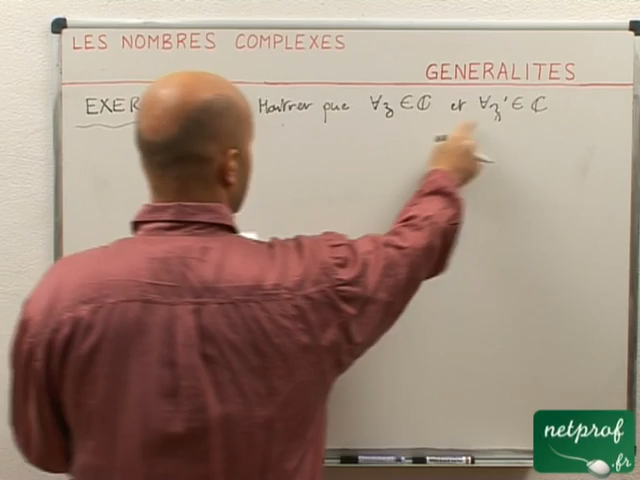 LES NOMBRES COMPLEXES
GENERALITES
EXER Montrer que ∀z ∈ ℂ et ∀z' ∈ ℂ
netprof
.fr